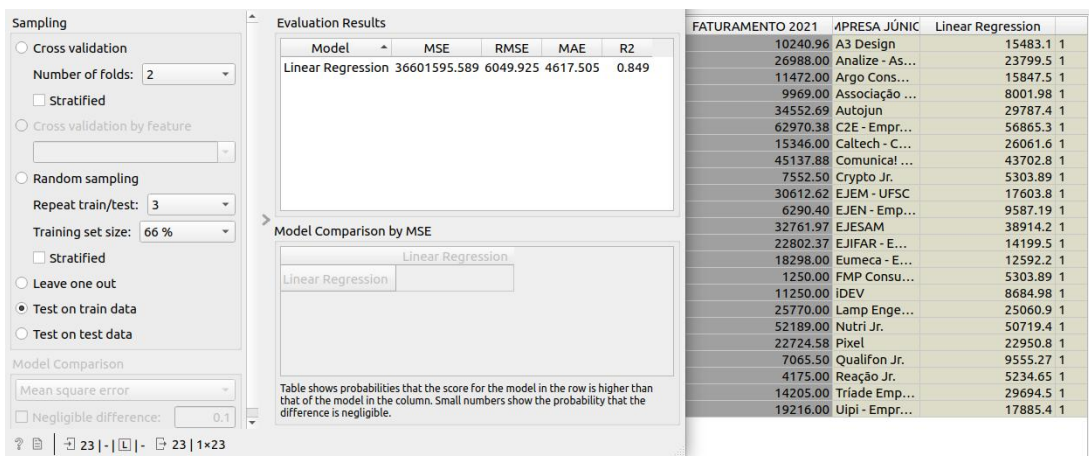 Sampling
Cross validation
Number of folds: 2
Stratified
Cross validation by feature
Random sampling
Repeat train/test: 3
Training set size: 66 %
Stratified
Leave one out
Test on train data
Test on test data
Model Comparison
Mean square error
Negligible difference: 0.1
? 23 | - | L | - 23 | 1×23
Evaluation Results
Model MSE RMSE MAE R2
Linear Regression 36601595.589 6049.925 4617.505 0.849
>
Model Comparison by MSE
Linear Regression
Linear Regression
Table shows probabilities that the score for the model in the row is higher than
that of the model in the column. Small numbers show the probability that the
difference is negligible.
FATURAMENTO 2021 MPRESA JÚNIC Linear Regression
10240.96 A3 Design 15483.1 1
26988.00 Analize - As... 23799.5 1
11472.00 Argo Cons... 15847.5 1
9969.00 Associação ... 8001.98 1
34552.69 Autojun 29787.4 1
62970.38 C2E - Empr... 56865.3 1
15346.00 Caltech - C... 26061.6 1
45137.88 Comunica! ... 43702.8 1
7552.50 Crypto Jr. 5303.89 1
30612.62 EJEM - UFSC 17603.8 1
6290.40 EJEN - Emp... 9587.19 1
32761.97 EJESAM 38914.2 1
22802.37 EJIFAR - E... 14199.5 1
18298.00 Eumeca - E... 12592.2 1
1250.00 FMP Consu... 5303.89 1
11250.00 iDEV 8684.98 1
25770.00 Lamp Enge... 25060.9 1
52189.00 Nutri Jr. 50719.4 1
22724.58 Pixel 22950.8 1
7065.50 Qualifon Jr. 9555.27 1
4175.00 Reação Jr. 5234.65 1
14205.00 Tríade Emp... 29694.5 1
19216.00 Uipi - Empr... 17885.4 1